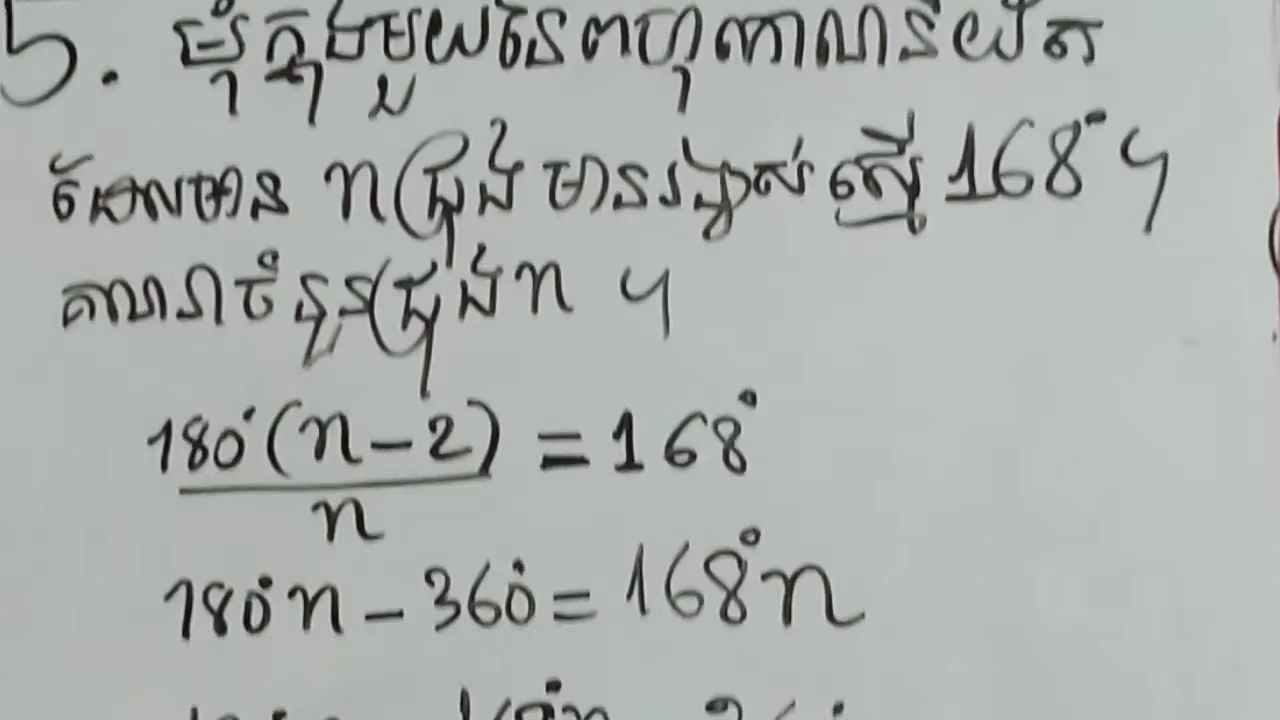 5. មុំក្នុងមួយនៃពហុកោណនិយ័ត
ដែលមាន n ជ្រុង មានរង្វាស់ ស្មើ 168° ។
គណនាចំនួនជ្រុង n ។
180°(n-2)/n = 168°
180°n - 360° = 168°n